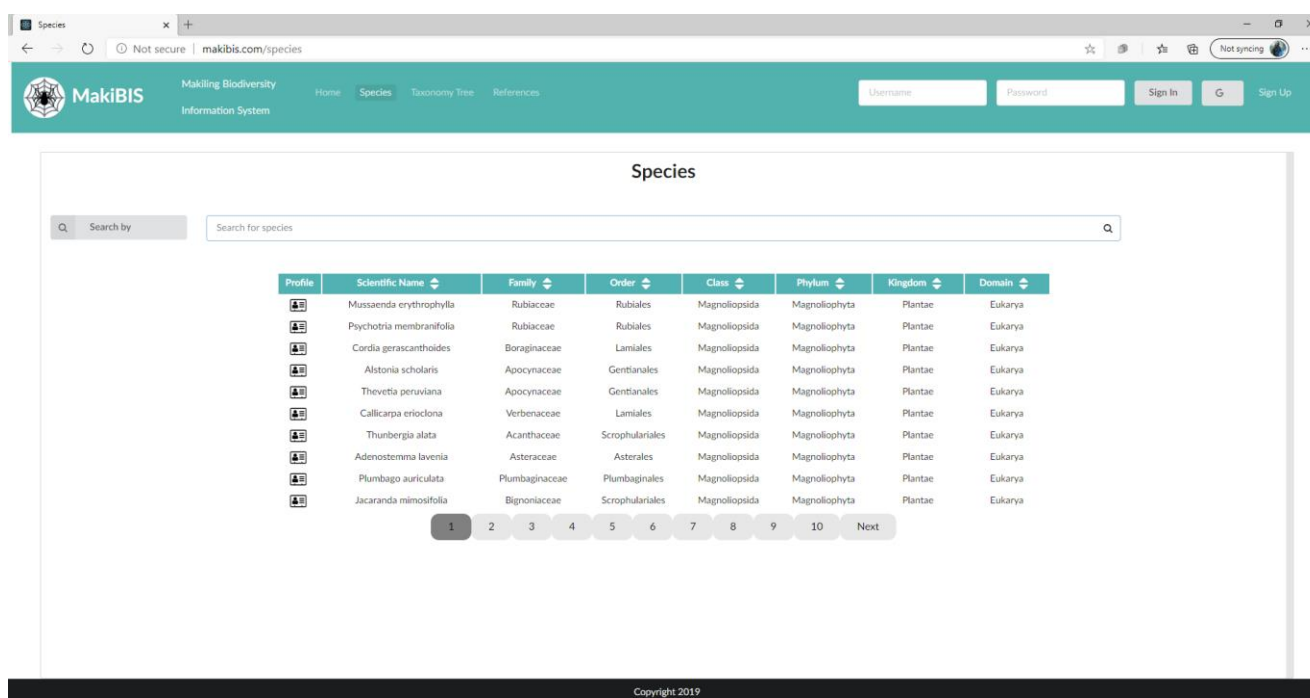 Species
Not secure | makibis.com/species
Not syncing
MakiBIS
Makiling Biodiversity
Information System
Home Species Taxonomy Tree References
Username
Password
Sign In
G
Sign Up
Species
Search by
Search for species
Profile Scientific Name Family Order Class Phylum Kingdom Domain
Mussaenda erythrophylla Rubiaceae Rubiales Magnoliopsida Magnoliophyta Plantae Eukarya
Psychotria membranifolia Rubiaceae Rubiales Magnoliopsida Magnoliophyta Plantae Eukarya
Cordia gerascanthoides Boraginaceae Lamiales Magnoliopsida Magnoliophyta Plantae Eukarya
Alstonia scholaris Apocynaceae Gentianales Magnoliopsida Magnoliophyta Plantae Eukarya
Thevetia peruviana Apocynaceae Gentianales Magnoliopsida Magnoliophyta Plantae Eukarya
Callicarpa erioclona Verbenaceae Lamiales Magnoliopsida Magnoliophyta Plantae Eukarya
Thunbergia alata Acanthaceae Scrophulariales Magnoliopsida Magnoliophyta Plantae Eukarya
Adenostemma lavenia Asteraceae Asterales Magnoliopsida Magnoliophyta Plantae Eukarya
Plumbago auriculata Plumbaginaceae Plumbaginales Magnoliopsida Magnoliophyta Plantae Eukarya
Jacaranda mimosifolia Bignoniaceae Scrophulariales Magnoliopsida Magnoliophyta Plantae Eukarya
1 2 3 4 5 6 7 8 9 10 Next
Copyright 2019